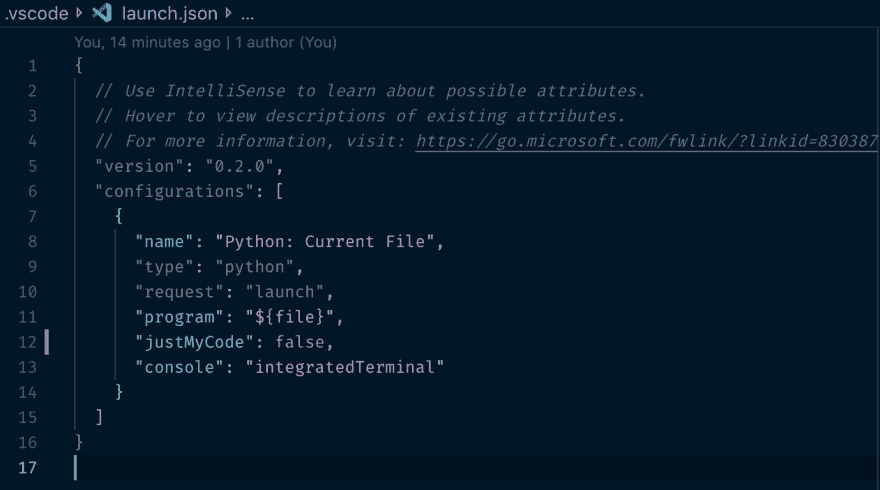 .vscode launch.json ...
You, 14 minutes ago | 1 author (You)
1 {
2 // Use IntelliSense to learn about possible attributes.
3 // Hover to view descriptions of existing attributes.
4 // For more information, visit: https://go.microsoft.com/fwlink/?linkid=830387
5 "version": "0.2.0",
6 "configurations": [
7 {
8 "name": "Python: Current File",
9 "type": "python",
10 "request": "launch",
11 "program": "${file}",
12 "justMyCode": false,
13 "console": "integratedTerminal"
14 }
15 ]
16 }
17